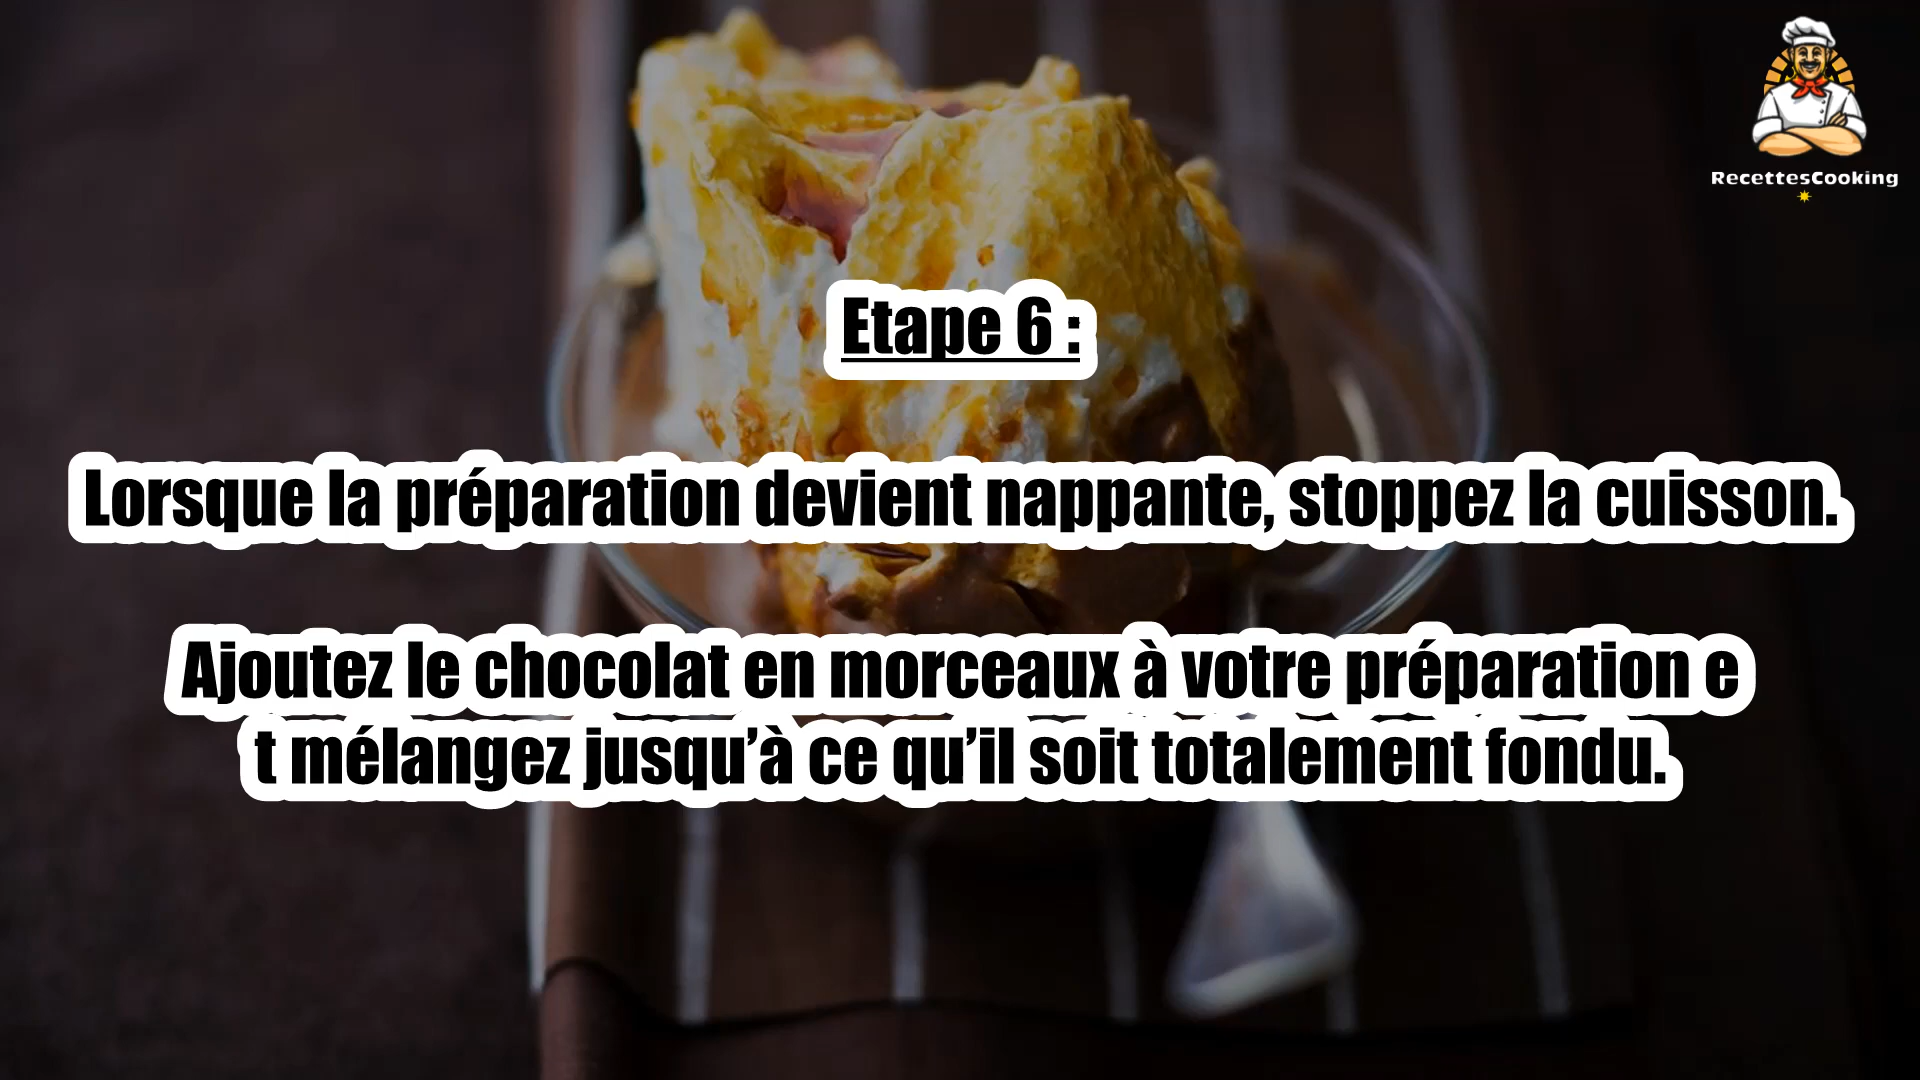 RecettesCooking
Etape 6 :
Lorsque la préparation devient nappante, stoppez la cuisson.
Ajoutez le chocolat en morceaux à votre préparation e
t mélangez jusqu’à ce qu’il soit totalement fondu.